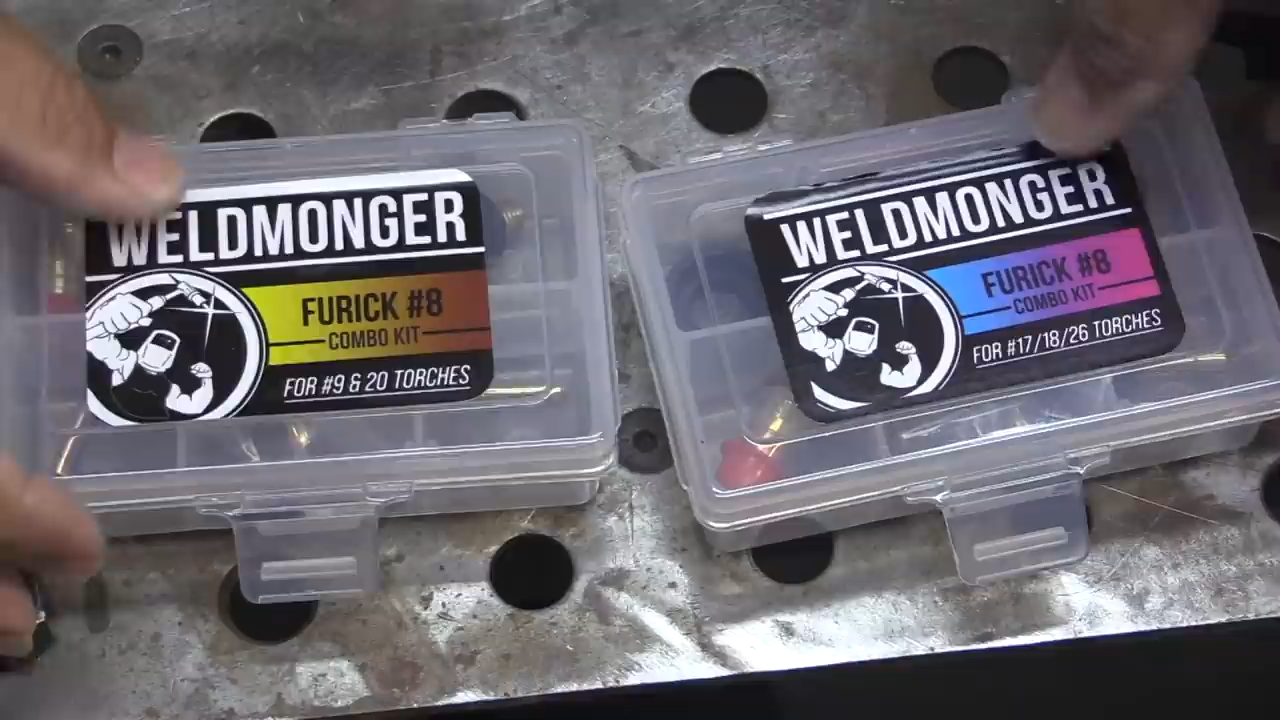 WELDMONGER
FURICK #8
COMBO KIT
FOR #9 & 20 TORCHES
WELDMONGER
FURICK #8
COMBO KIT
FOR #17/18/26 TORCHES